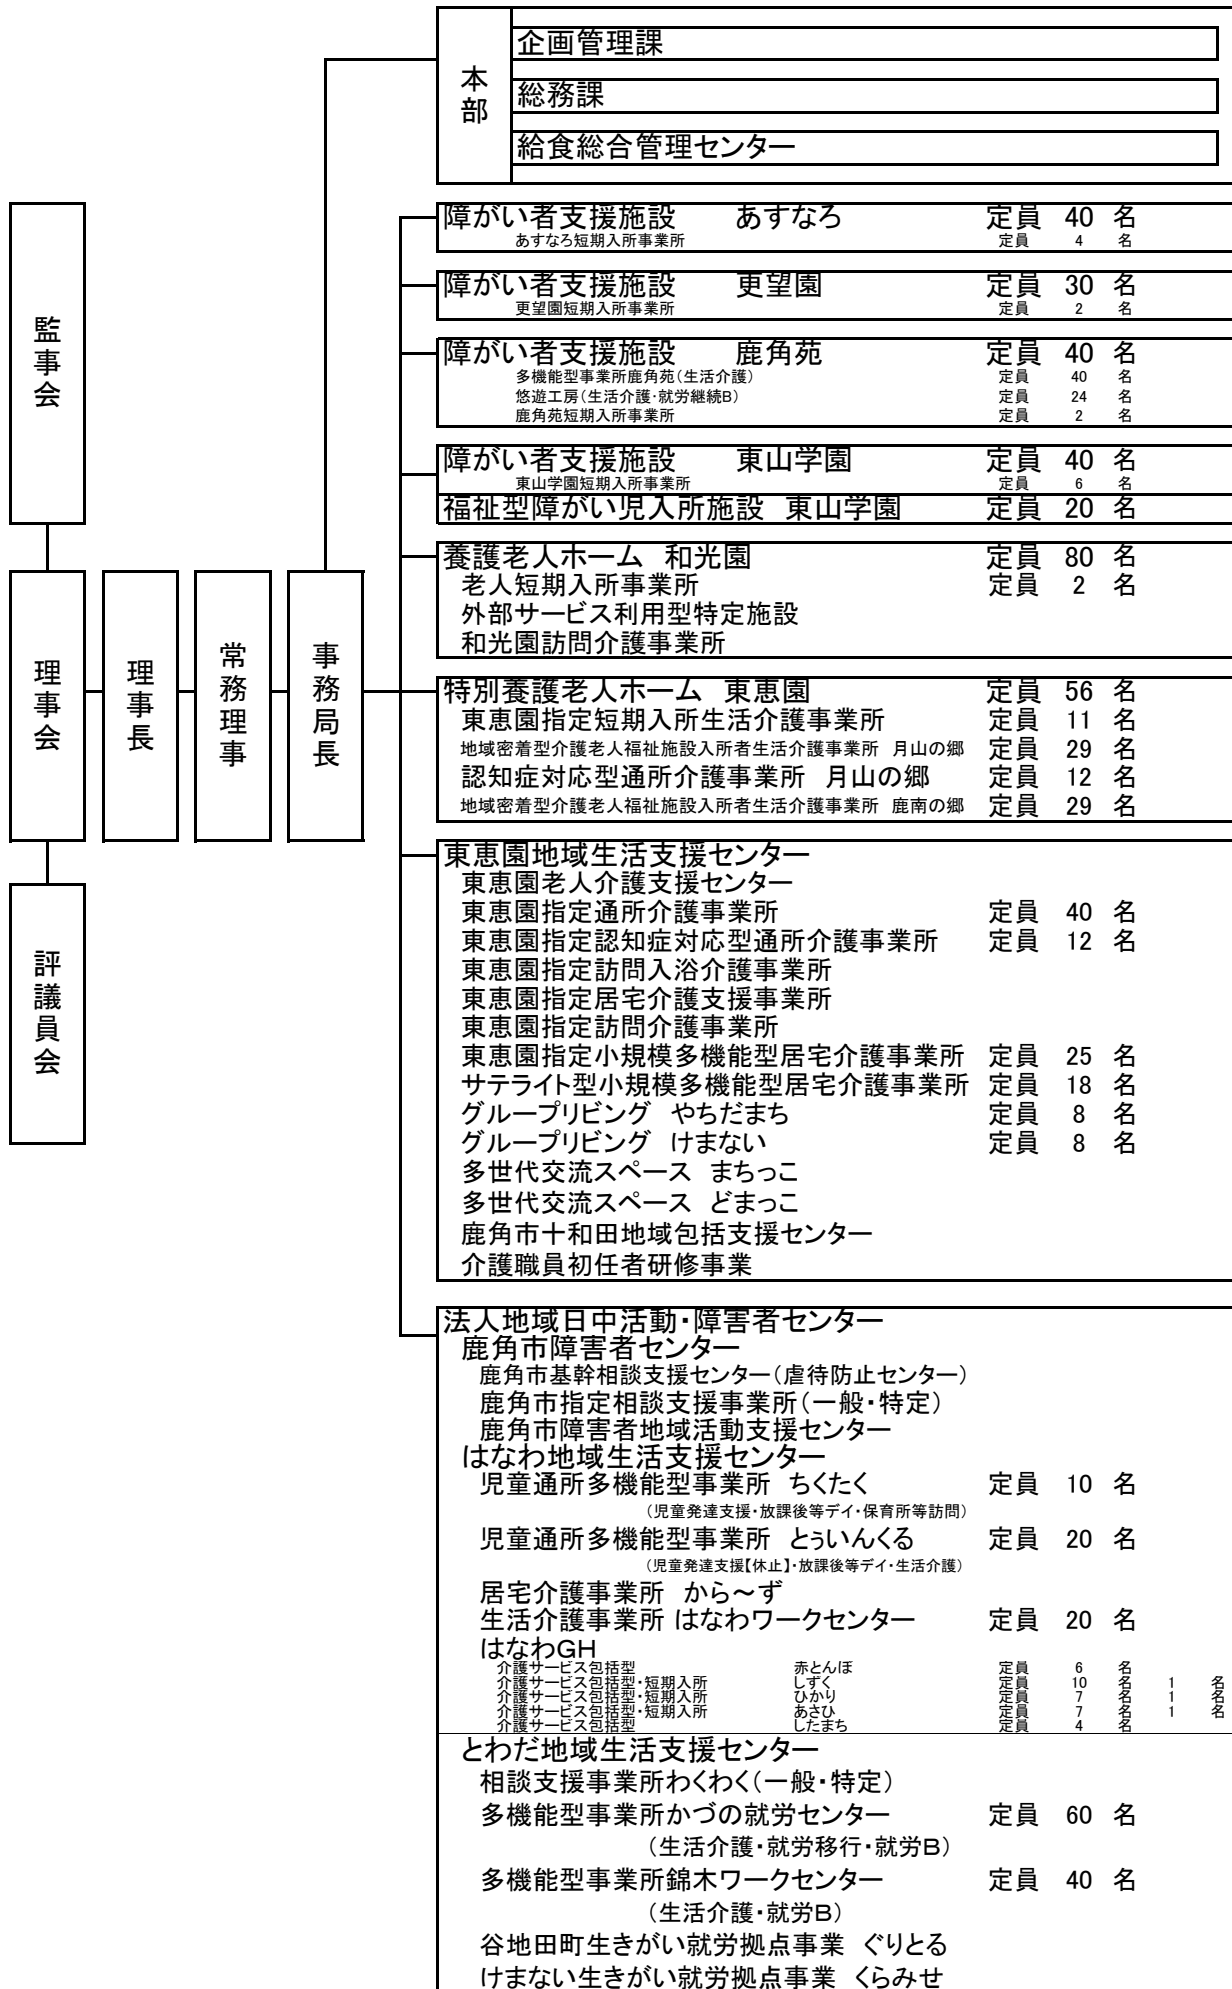 監事会
理事会
評議員会
理事長
常務理事
事務局長
本部
企画管理課
総務課
給食総合管理センター
障がい者支援施設　あすなろ　定員 40 名
あすなろ短期入所事業所　定員 4 名
障がい者支援施設　更望園　定員 30 名
更望園短期入所事業所　定員 2 名
障がい者支援施設　鹿角苑　定員 40 名
多機能型事業所鹿角苑（生活介護）　定員 40 名
悠遊工房（生活介護・就労継続B）　定員 24 名
鹿角苑短期入所事業所　定員 2 名
障がい者支援施設　東山学園　定員 40 名
東山学園短期入所事業所　定員 6 名
福祉型障がい児入所施設　東山学園　定員 20 名
養護老人ホーム　和光園　定員 80 名
老人短期入所事業所　定員 2 名
外部サービス利用型特定施設
和光園訪問介護事業所
特別養護老人ホーム　東恵園　定員 56 名
東恵園指定短期入所生活介護事業所　定員 11 名
地域密着型介護老人福祉施設入所者生活介護事業所　月山の郷　定員 29 名
認知症対応型通所介護事業所　月山の郷　定員 12 名
地域密着型介護老人福祉施設入所者生活介護事業所　鹿南の郷　定員 29 名
東恵園地域生活支援センター
東恵園老人介護支援センター
東恵園指定通所介護事業所　定員 40 名
東恵園指定認知症対応型通所介護事業所　定員 12 名
東恵園指定訪問入浴介護事業所
東恵園指定居宅介護支援事業所
東恵園指定訪問介護事業所
東恵園指定小規模多機能型居宅介護事業所　定員 25 名
サテライト型小規模多機能型居宅介護事業所　定員 18 名
グループリビング　やちだまち　定員 8 名
グループリビング　けまない　定員 8 名
多世代交流スペース　まちっこ
多世代交流スペース　どまっこ
鹿角市十和田地域包括支援センター
介護職員初任者研修事業
法人地域日中活動・障害者センター
鹿角市障害者センター
鹿角市基幹相談支援センター（虐待防止センター）
鹿角市指定相談支援事業所（一般・特定）
鹿角市障害者地域活動支援センター
はなわ地域生活支援センター
児童通所多機能型事業所　ちくたく　定員 10 名
（児童発達支援・放課後等デイ・保育所等訪問）
児童通所多機能型事業所　とぅいんくる　定員 20 名
（児童発達支援【休止】・放課後等デイ・生活介護）
居宅介護事業所　から～ず
生活介護事業所 はなわワークセンター　定員 20 名
はなわGH
介護サービス包括型　赤とんぼ　定員 6 名
介護サービス包括型・短期入所　しずく　定員 10 名 1 名
介護サービス包括型・短期入所　ひかり　定員 7 名 1 名
介護サービス包括型・短期入所　あさひ　定員 7 名 1 名
介護サービス包括型　したまち　定員 4 名
とわだ地域生活支援センター
相談支援事業所わくわく（一般・特定）
多機能型事業所かづの就労センター　定員 60 名
（生活介護・就労移行・就労B）
多機能型事業所錦木ワークセンター　定員 40 名
（生活介護・就労B）
谷地田町生きがい就労拠点事業　ぐりとる
けまない生きがい就労拠点事業　くらみせ